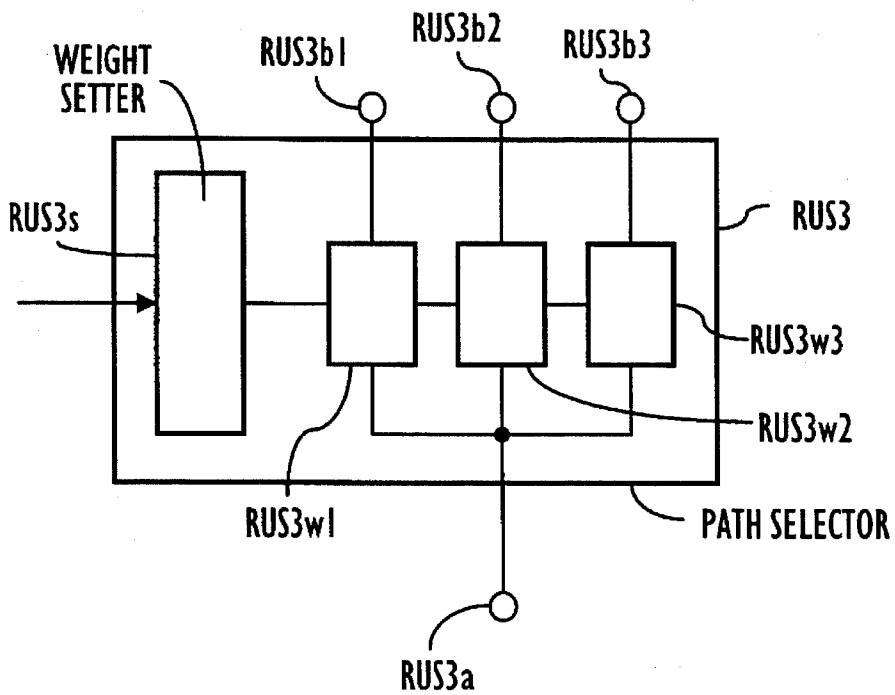 WEIGHT
SETTER
RUS3b1
RUS3b2
RUS3b3
RUS3s
RUS3
RUS3w3
RUS3w2
RUS3w1
PATH SELECTOR
RUS3a